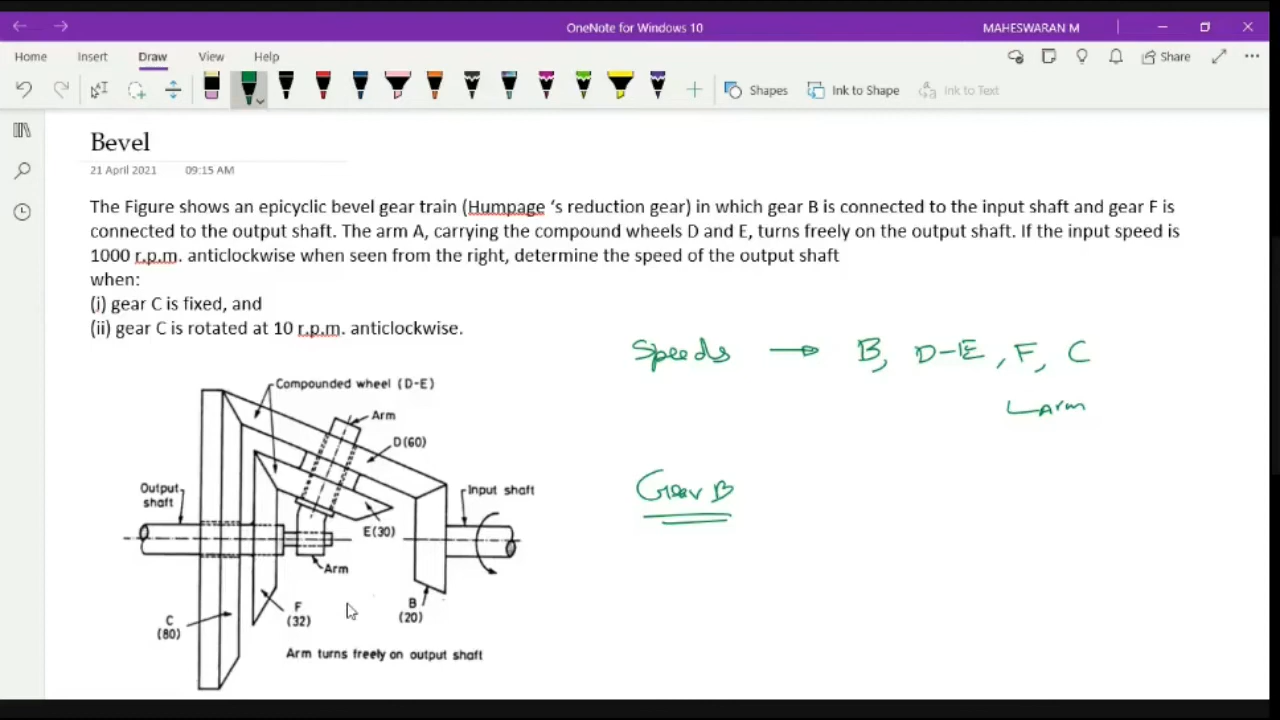 OneNote for Windows 10
MAHESWARAN M
Home Insert Draw View Help
Share
Shapes
Ink to Shape
Ink to Text
Bevel
21 April 2021 09:15 AM
The Figure shows an epicyclic bevel gear train (Humpage ‘s reduction gear) in which gear B is connected to the input shaft and gear F is
connected to the output shaft. The arm A, carrying the compound wheels D and E, turns freely on the output shaft. If the input speed is
1000 r.p.m. anticlockwise when seen from the right, determine the speed of the output shaft
when:
(i) gear C is fixed, and
(ii) gear C is rotated at 10 r.p.m. anticlockwise.
Speeds → B, D-E, F, C
Arm
Gear B
Compounded wheel (D-E)
Arm
D(60)
Output shaft
Input shaft
E(30)
Arm
F
(32)
B
(20)
C
(80)
Arm turns freely on output shaft